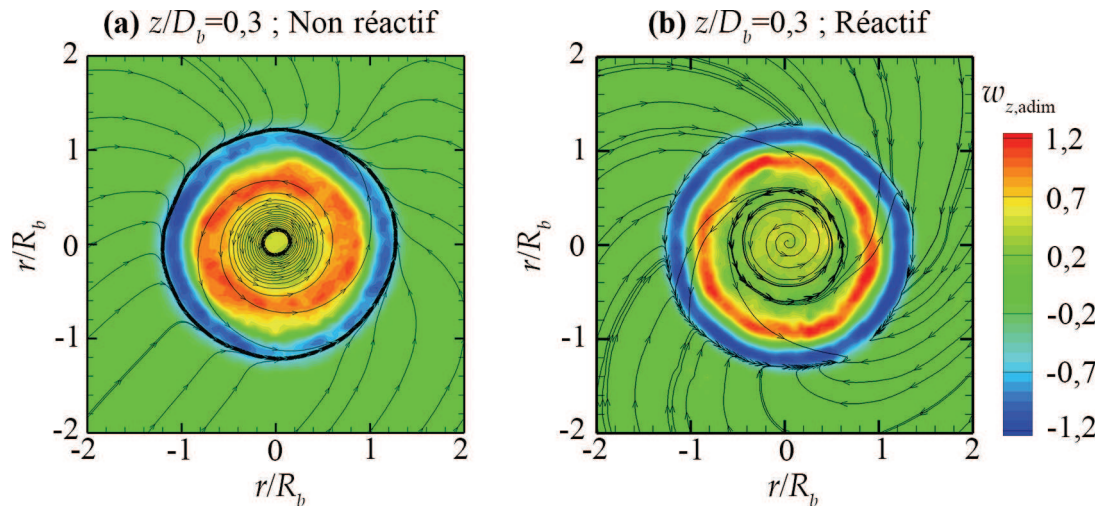 (a) z/D_b=0,3 ; Non réactif
2
1
0
-1
-2
r/R_b
-2 -1 0 1 2
r/R_b
(b) z/D_b=0,3 ; Réactif
2
1
0
-1
-2
r/R_b
-2 -1 0 1 2
r/R_b
w_z,adim
1,2
0,7
0,2
-0,2
-0,7
-1,2